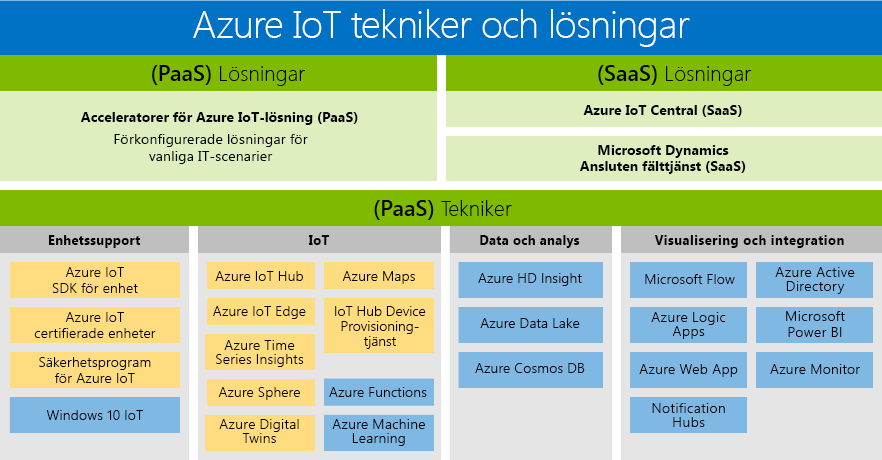 Azure IoT tekniker och lösningar
(PaaS) Lösningar
Acceleratorer för Azure IoT-lösning (PaaS)
Förkonfigurerade lösningar för
vanliga IT-scenarier
(SaaS) Lösningar
Azure IoT Central (SaaS)
Microsoft Dynamics
Ansluten fälttjänst (SaaS)
(PaaS) Tekniker
Enhetssupport
Azure IoT
SDK för enhet
Azure IoT
certifierade enheter
Säkerhetsprogram
för Azure IoT
Windows 10 IoT
IoT
Azure IoT Hub
Azure Maps
Azure IoT Edge
IoT Hub Device
Provisioning-
tjänst
Azure Time
Series Insights
Azure Sphere
Azure Functions
Azure Digital
Twins
Azure Machine
Learning
Data och analys
Azure HD Insight
Azure Data Lake
Azure Cosmos DB
Visualisering och integration
Microsoft Flow
Azure Active
Directory
Azure Logic
Apps
Microsoft
Power BI
Azure Web App
Azure Monitor
Notification
Hubs